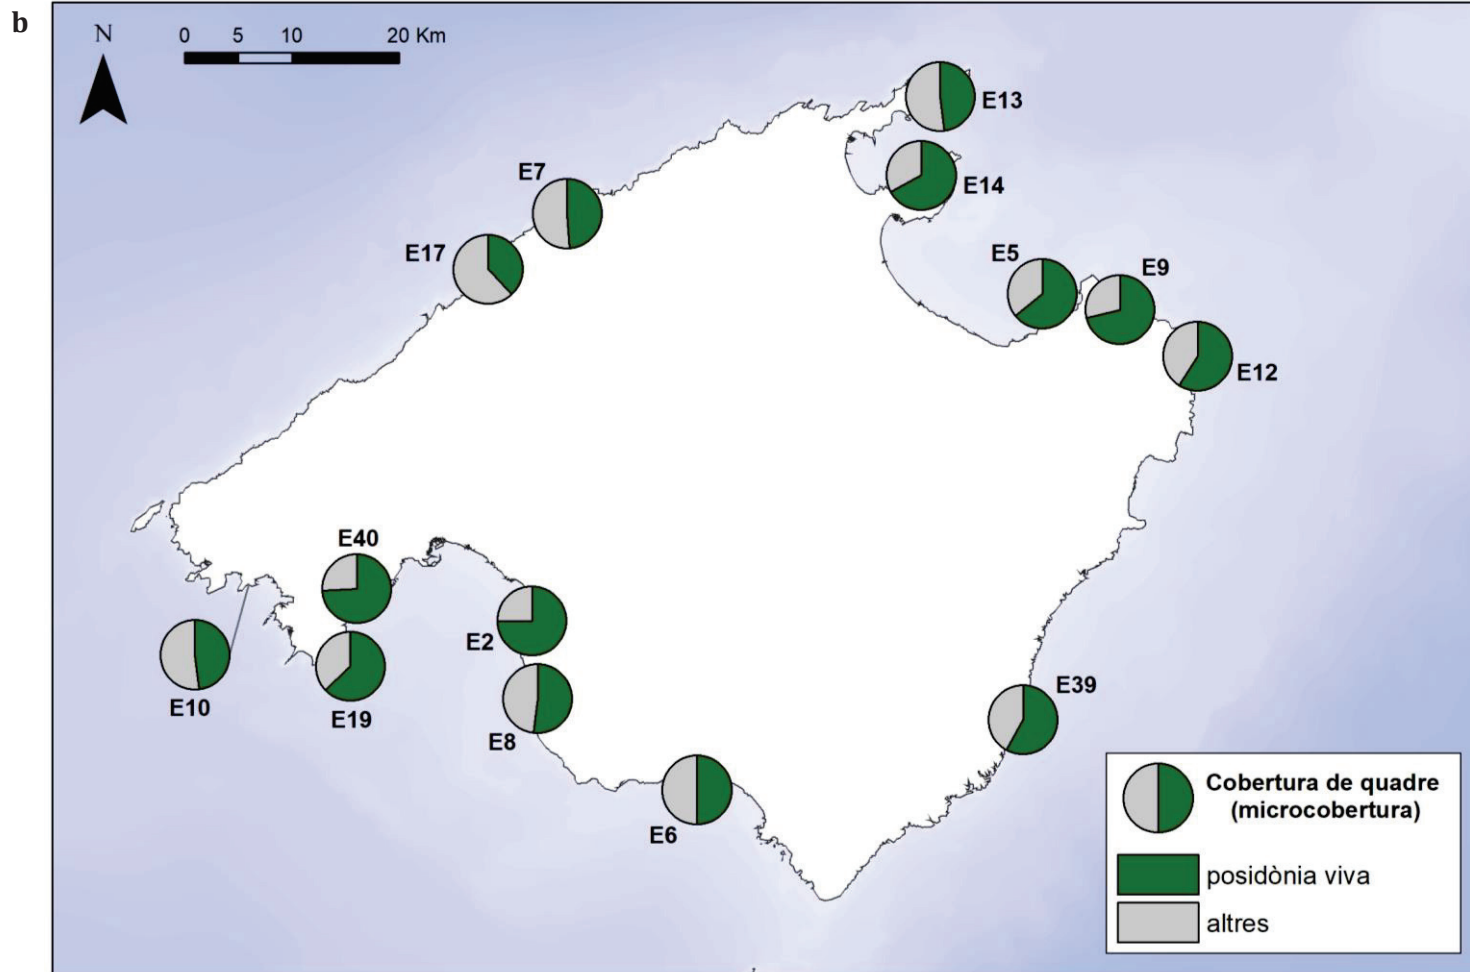 b
N
0 5 10 20 Km
E13
E14
E7
E17
E5
E9
E12
E40
E2
E10
E19
E8
E39
E6
Cobertura de quadre
(microcobertura)
posidònia viva
altres